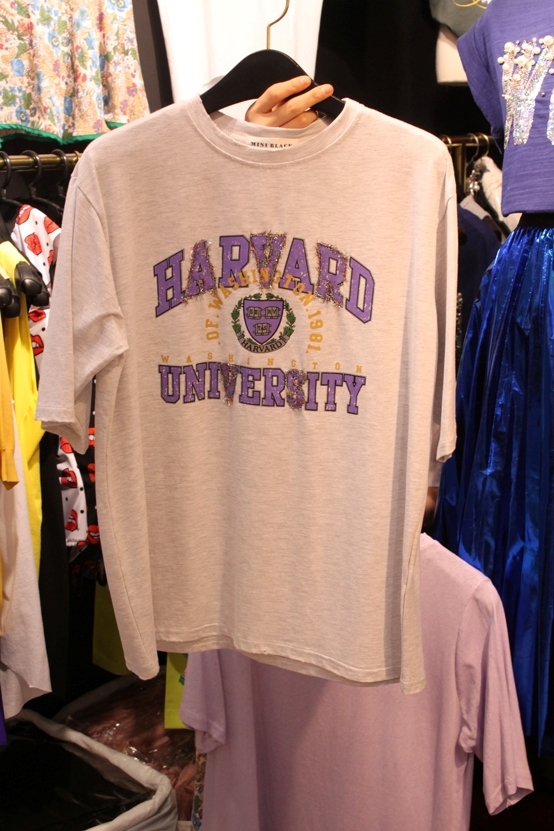 MINI BLACK
HARVARD
OF WASHINGTON 1981
HARVARD
WASHINGTON
UNIVERSITY